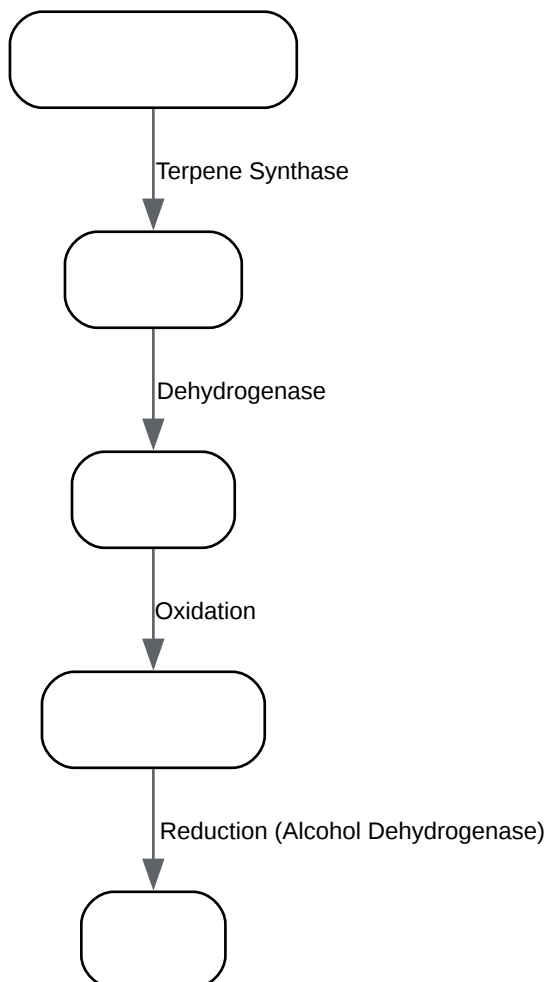 Terpene Synthase
Dehydrogenase
Oxidation
Reduction (Alcohol Dehydrogenase)